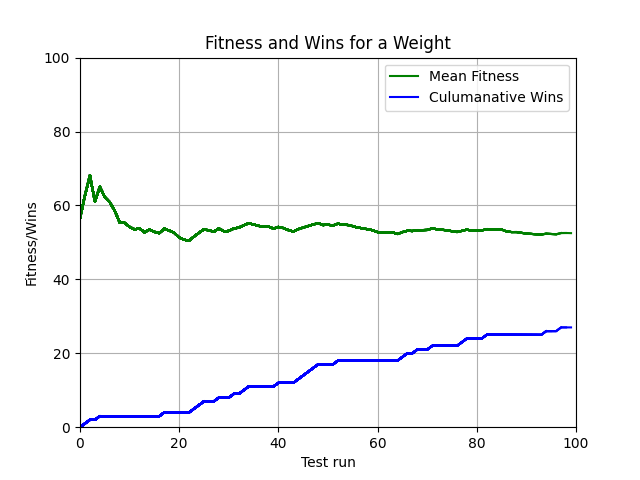 Fitness and Wins for a Weight
100
80
60
40
20
0
Fitness/Wins
Mean Fitness
Culumanative Wins
0 20 40 60 80 100
Test run